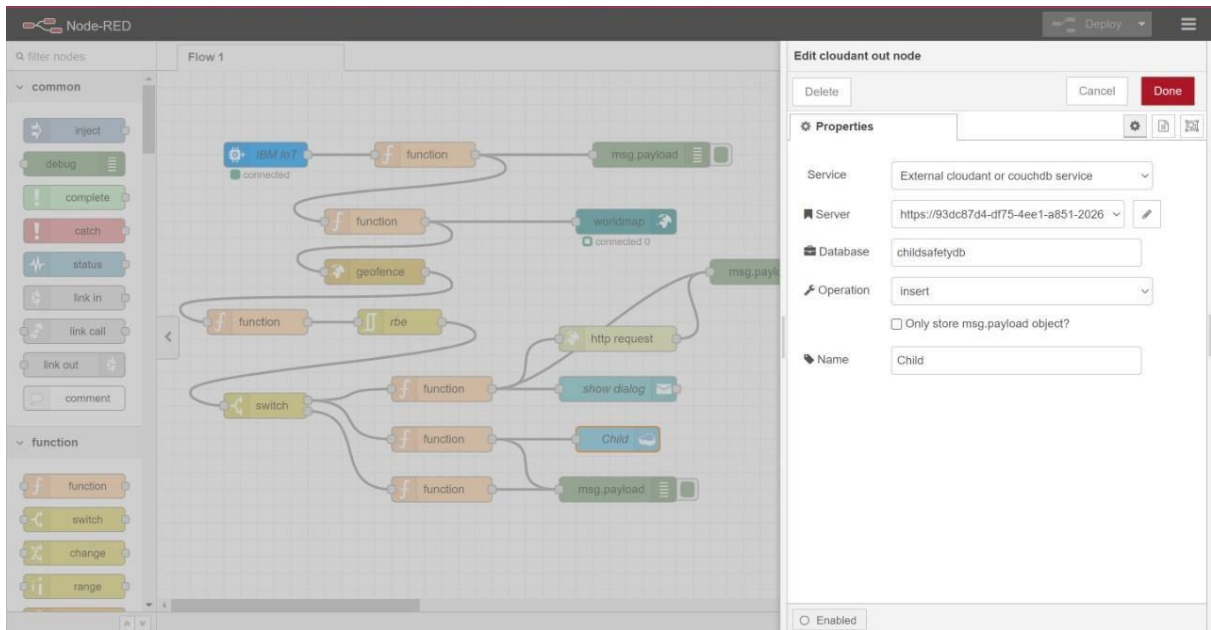 Node-RED
Deploy
filter nodes
common
inject
debug
complete
catch
status
link in
link call
link out
comment
function
function
switch
change
range
Flow 1
IBM IoT
connected
function
msg.payload
function
worldmap
connected 0
geofence
function
rbe
http request
switch
function
show dialog
function
Child
function
msg.payload
Edit cloudant out node
Delete
Cancel
Done
Properties
Service
External cloudant or couchdb service
Server
https://93dc87d4-df75-4ee1-a851-2026
Database
childsafetydb
Operation
insert
Only store msg.payload object?
Name
Child
Enabled